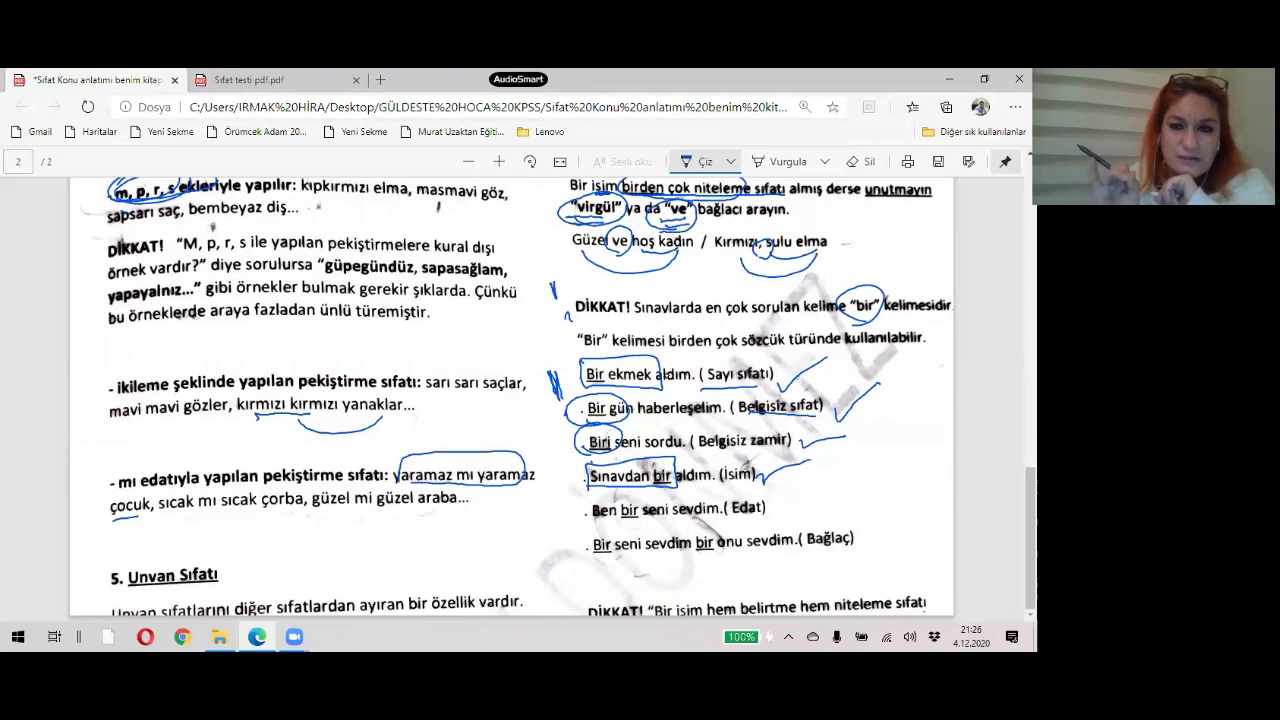 AudioSmart
*Sıfat Konu anlatımı benim kitap.
Sıfat testi pdf.pdf
Dosya
C:/Users/IRMAK%20HİRA/Desktop/GÜLDESTE%20HOCA%20KPSS/Sıfat%20Konu%20anlatımı%20benim%20kit...
Gmail
Haritalar
Yeni Sekme
Örümcek Adam 20...
Yeni Sekme
Murat Uzaktan Eğiti...
Lenovo
Diğer sık kullanılanlar
2 / 2
Sesli oku
Çiz
Vurgula
Sil
m, p, r, s ekleriyle yapılır: kıpkırmızi elma, masmavi göz,
sapsarı saç, bembeyaz diş...
DİKKAT! "M, p, r, s ile yapılan pekiştirmelere kural dışı
örnek vardır?" diye sorulursa "güpegündüz, sapasağlam,
yapayalnız..." gibi örnekler bulmak gerekir şıklarda. Çünkü
bu örneklerde araya fazladan ünlü türemiştir.
- ikileme şeklinde yapılan pekiştirme sıfatı: sarı sarı saçlar,
mavi mavi gözler, kırmızı kırmızı yanaklar...
- mı edatıyla yapılan pekiştirme sıfatı: yaramaz mı yaramaz
çocuk, sıcak mı sıcak çorba, güzel mi güzel araba...
5. Unvan Sıfatı
Unvan sıfatlarını diğer sıfatlardan ayıran bir özellik vardır.
Bir isim birden çok niteleme sıfatı almış derse unutmayın
"virgül" ya da "ve" bağlacı arayın.
Güzel ve hoş kadın / Kırmızı, sulu elma
DİKKAT! Sınavlarda en çok sorulan kelime "bir" kelimesidir.
"Bir" kelimesi birden çok sözcük türünde kullanılabilir.
Bir ekmek aldım. ( Sayı sıfatı)
. Bir gün haberleşelim. ( Belgisiz sıfat)
. Biri seni sordu. ( Belgisiz zamir)
. Sınavdan bir aldım. (İsim)
. Ben bir seni sevdim.( Edat)
. Bir seni sevdim bir onu sevdim.( Bağlaç)
DİKKAT! "Bir isim hem belirtme hem niteleme sıfatı
100%
21:26
4.12.2020